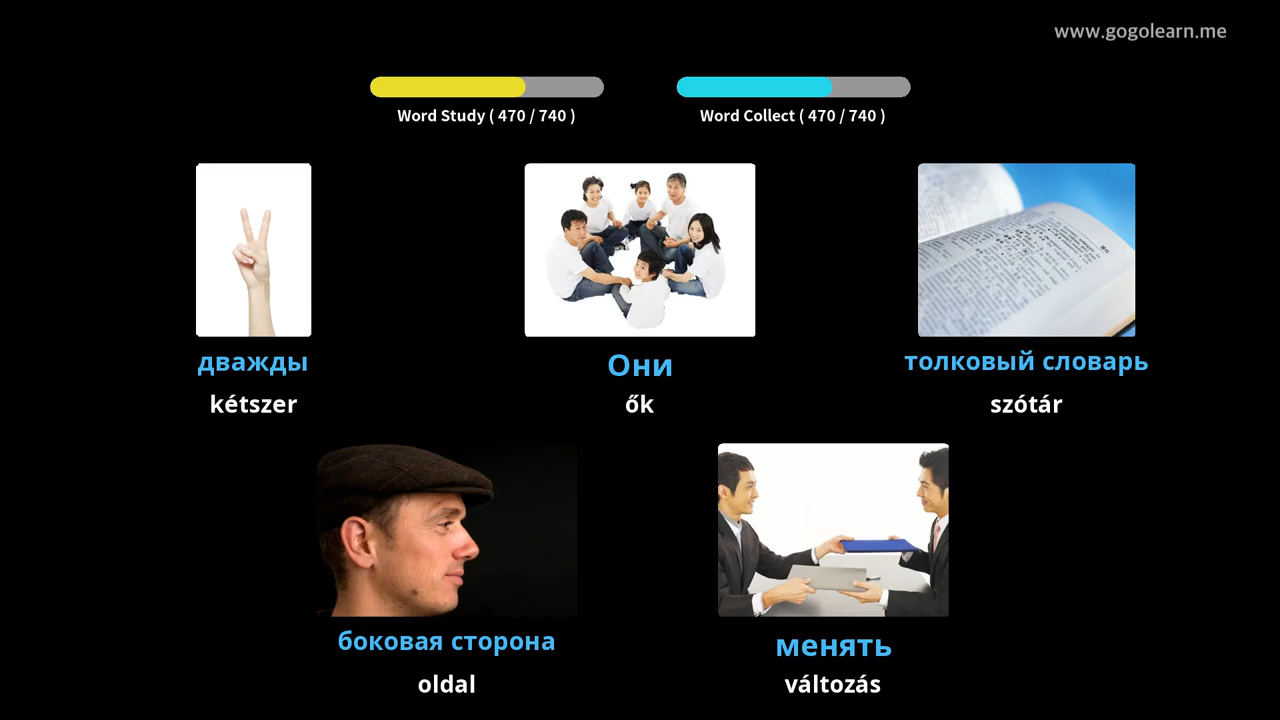 www.gogolearn.me
Word Study ( 470 / 740 )
Word Collect ( 470 / 740 )
дважды
кétszer
Они
ők
толковый словарь
szótár
боковая сторона
oldal
менять
változás